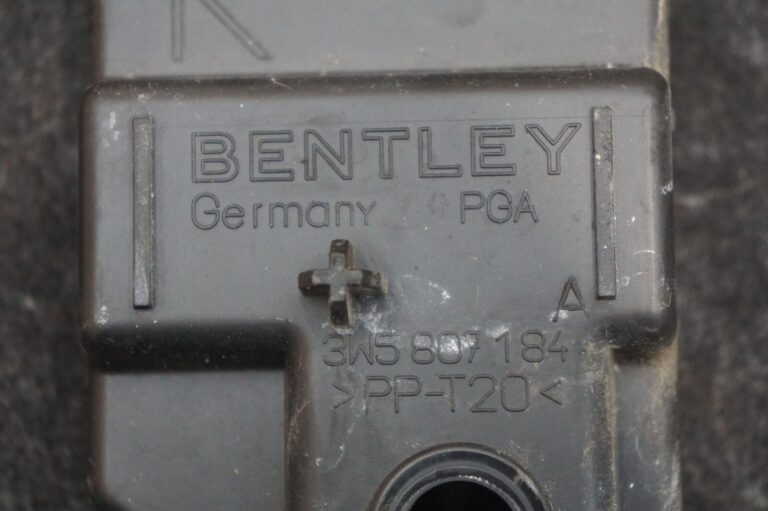 BENTLEY
Germany PGA
A
3W5 807 184
>PP-T20<